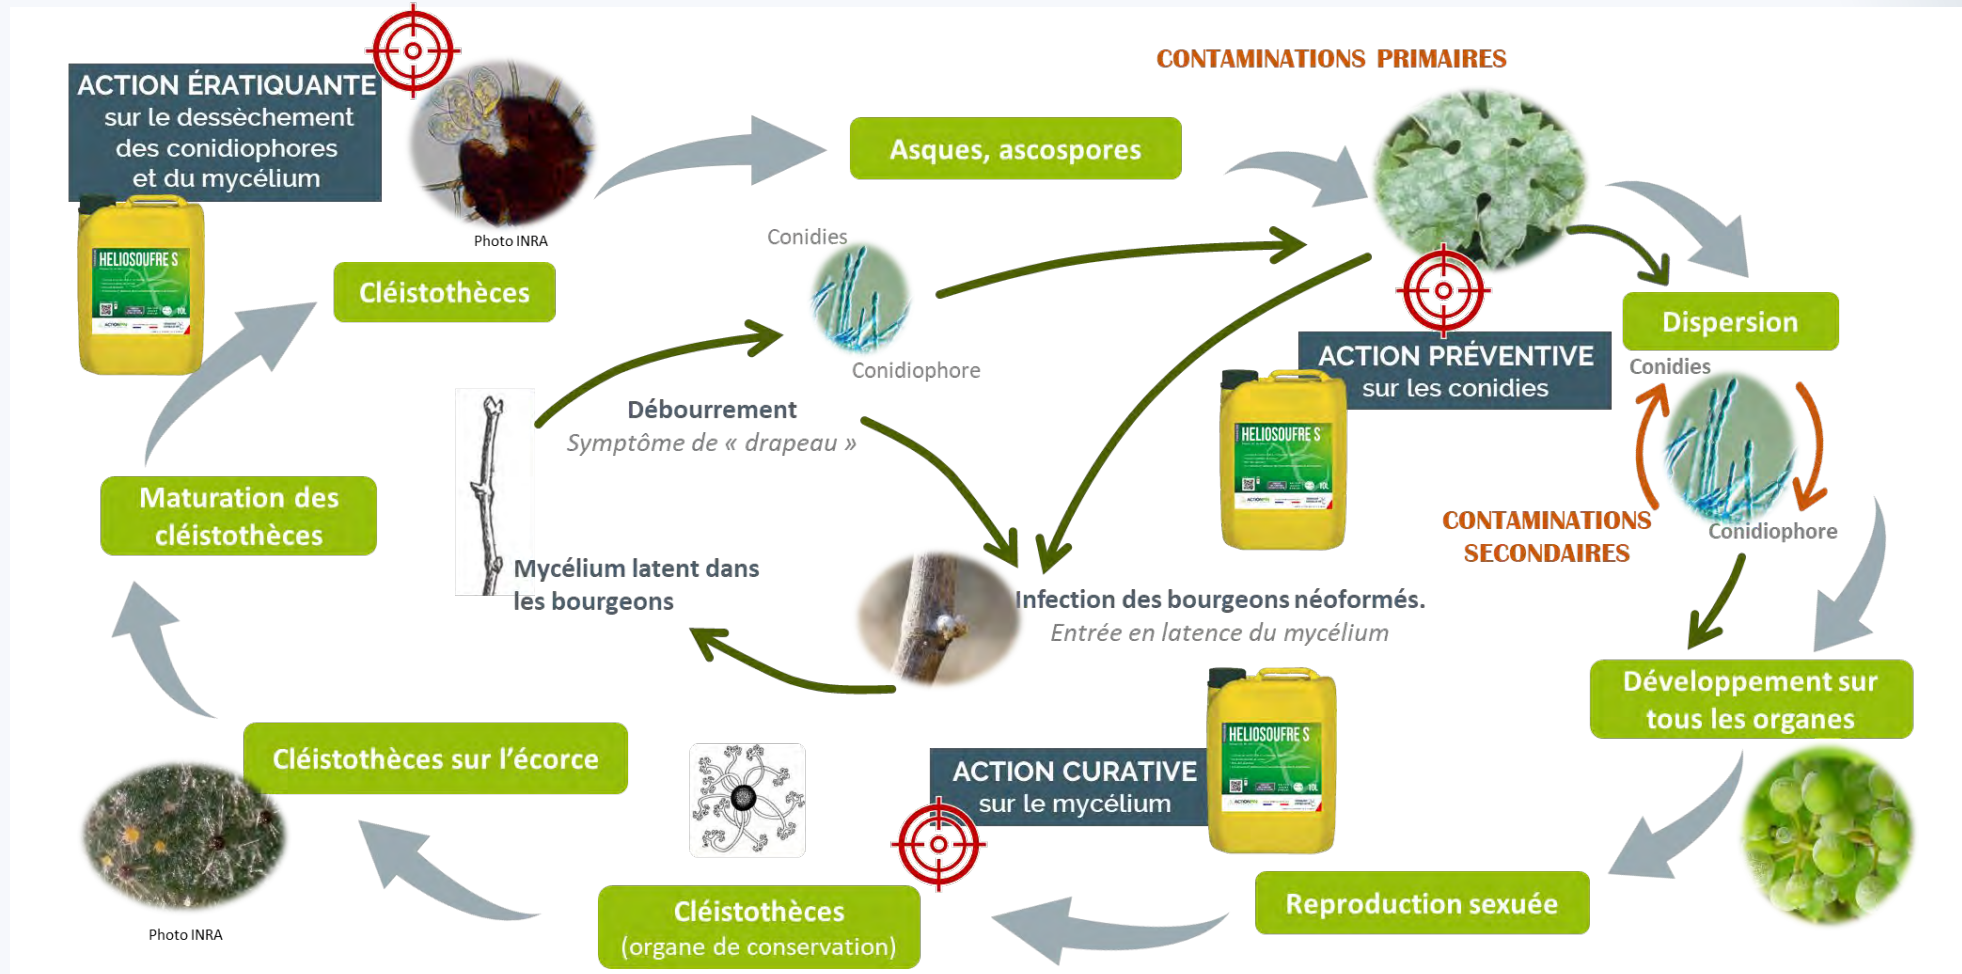 CONTAMINATIONS PRIMAIRES
ACTION ÉRATIQUANTE
sur le dessèchement
des conidiophores
et du mycélium
HELIOSOUFRE S
Photo INRA
Cléistothèces
Asques, ascospores
Conidies
Conidiophore
Débourrement
Symptôme de « drapeau »
Dispersion
Conidies
Conidiophore
ACTION PRÉVENTIVE
sur les conidies
HELIOSOUFRE S
10L
CONTAMINATIONS
SECONDAIRES
Maturation des
cléistothèces
Mycélium latent dans
les bourgeons
Infection des bourgeons néoformés.
Entrée en latence du mycélium
Développement sur
tous les organes
Cléistothèces sur l'écorce
Photo INRA
ACTION CURATIVE
sur le mycélium
HELIOSOUFRE S
10L
Reproduction sexuée
Cléistothèces
(organe de conservation)